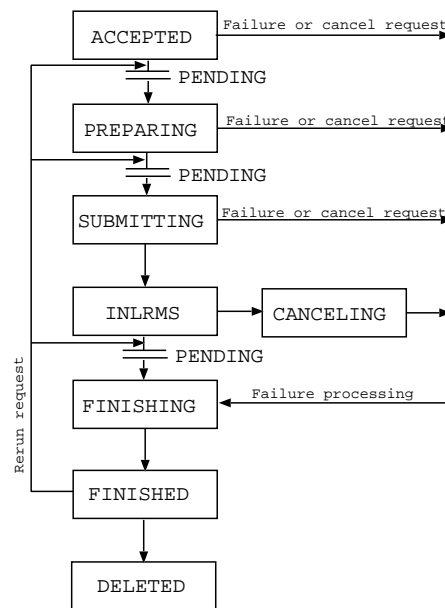 ACCEPTED
Failure or cancel request
PENDING
PREPARING
Failure or cancel request
PENDING
SUBMITTING
Failure or cancel request
INLRMS
CANCELING
PENDING
Rerun request
FINISHING
Failure processing
FINISHED
DELETED